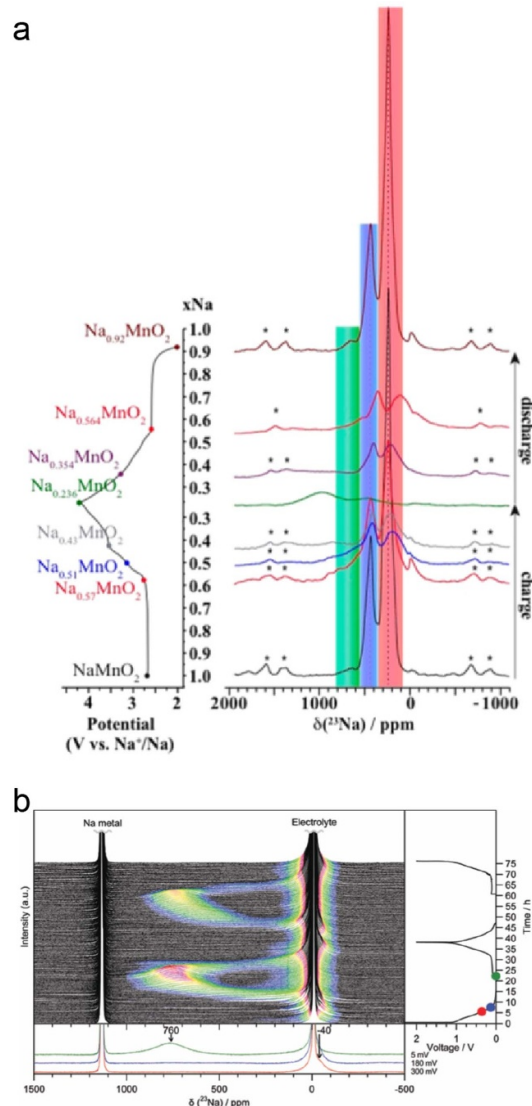 a
xNa
1.0
0.9
0.8
0.7
0.6
0.5
0.4
0.3
0.3
0.4
0.5
0.6
0.7
0.8
0.9
1.0
Na0.92MnO2
Na0.564MnO2
Na0.354MnO2
Na0.236MnO2
Na0.43MnO2
Na0.51MnO2
Na0.57MnO2
NaMnO2
4 3 2
Potential
(V vs. Na+/Na)
* * * *
* *
* * * *
* * * *
* * * *
* * * *
* * * *
2000 1000 0 -1000
δ(23Na) / ppm
discharge
charge
b
Na metal
Electrolyte
Intensity (a.u.)
760
-40
1500 1000 500 0 -500
δ (23Na) / ppm
75
70
65
60
55
50
45
40
35
30
25
20
15
10
5
0
Time / h
2 1 0
Voltage / V
5 mV
180 mV
300 mV